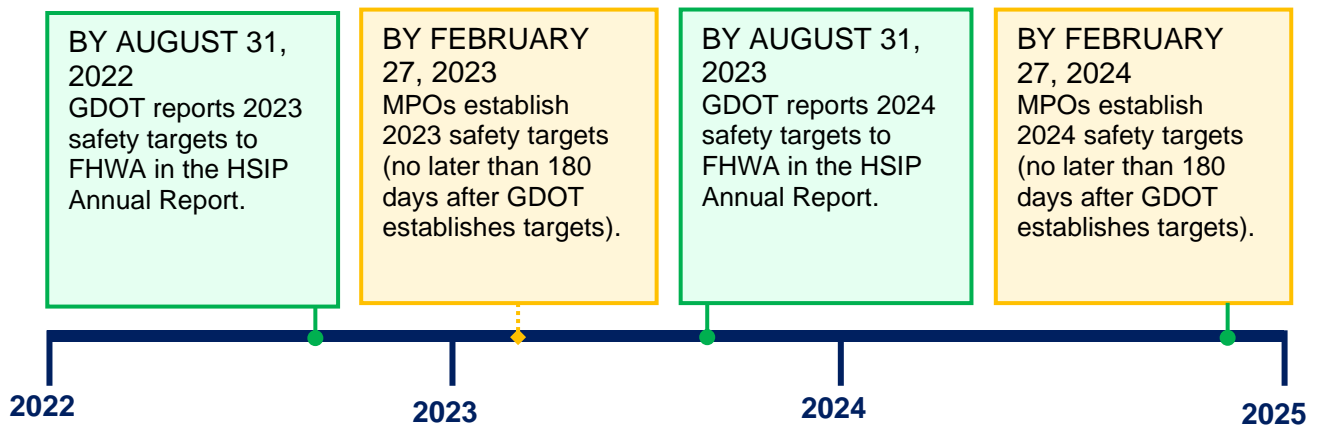 BY AUGUST 31,
2022
GDOT reports 2023
safety targets to
FHWA in the HSIP
Annual Report.
BY FEBRUARY
27, 2023
MPOs establish
2023 safety targets
(no later than 180
days after GDOT
establishes targets).
BY AUGUST 31,
2023
GDOT reports 2024
safety targets to
FHWA in the HSIP
Annual Report.
BY FEBRUARY
27, 2024
MPOs establish
2024 safety targets
(no later than 180
days after GDOT
establishes targets).
2022
2023
2024
2025